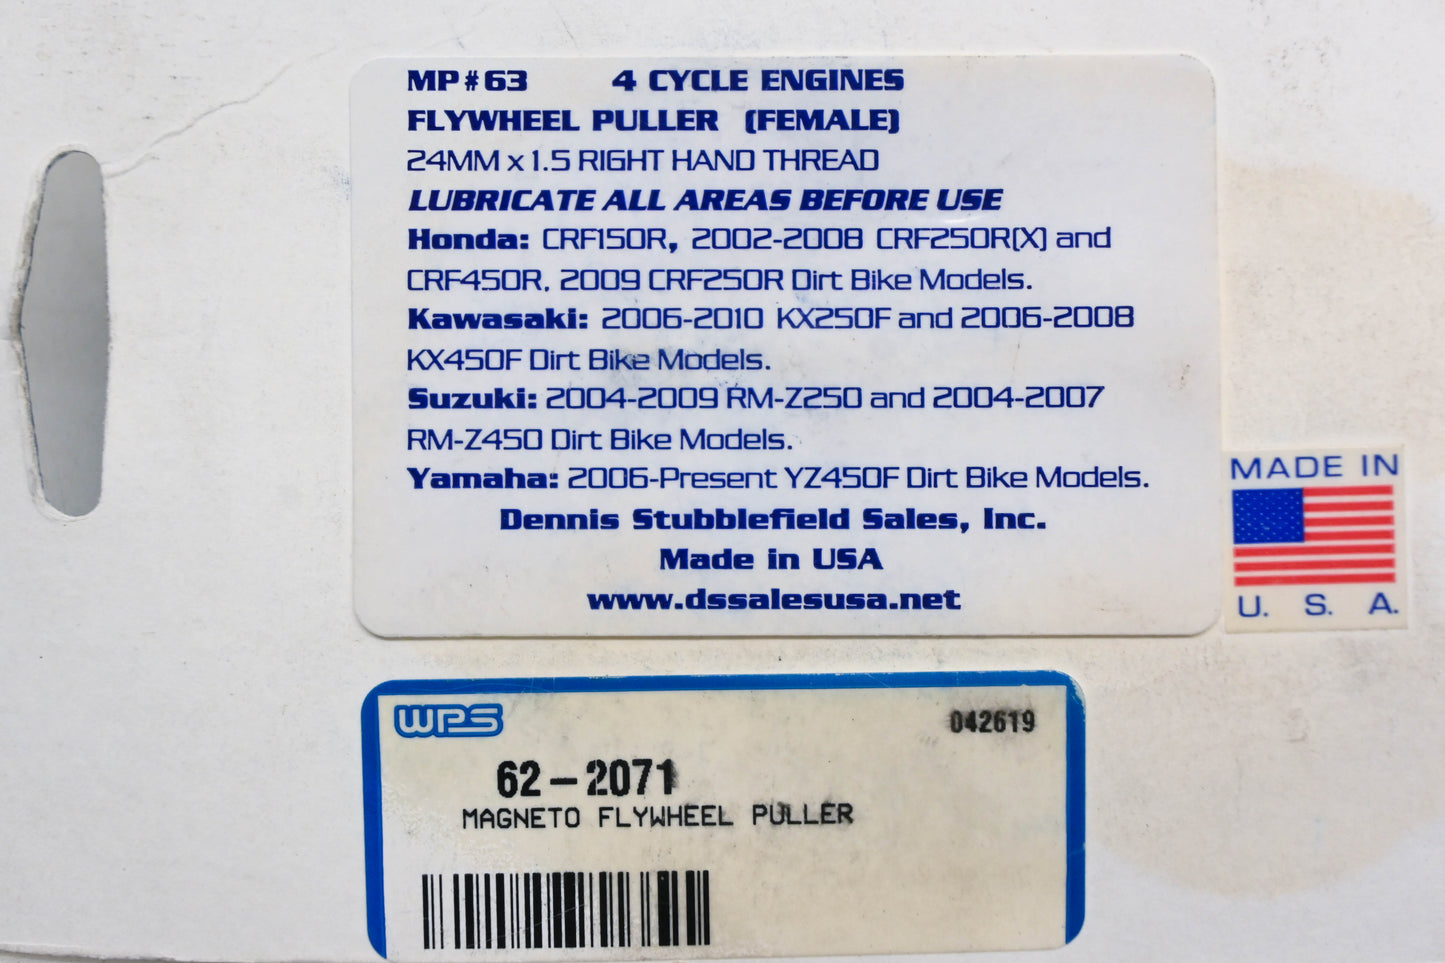 MP#63 4 CYCLE ENGINES
FLYWHEEL PULLER (FEMALE)
24MM x 1.5 RIGHT HAND THREAD
LUBRICATE ALL AREAS BEFORE USE
Honda: CRF150R, 2002-2008 CRF250R(X) and
CRF450R, 2009 CRF250R Dirt Bike Models.
Kawasaki: 2006-2010 KX250F and 2006-2008
KX450F Dirt Bike Models.
Suzuki: 2004-2009 RM-Z250 and 2004-2007
RM-Z450 Dirt Bike Models.
Yamaha: 2006-Present YZ450F Dirt Bike Models.
Dennis Stubblefield Sales, Inc.
Made in USA
www.dssalesusa.net
MADE IN
U. S. A.
WPS 042619
62-2071
MAGNETO FLYWHEEL PULLER